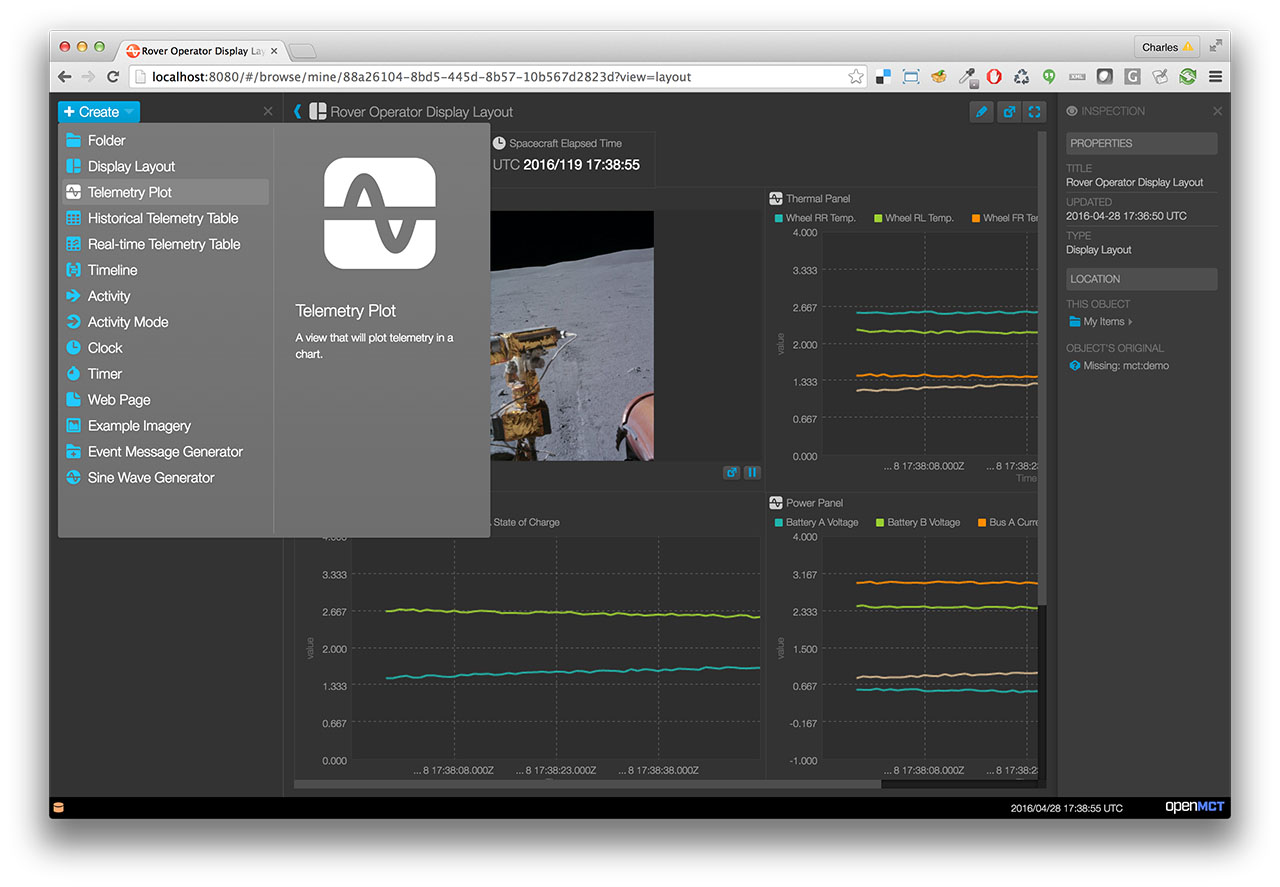 Rover Operator Display Lay
Charles
localhost:8080/#/browse/mine/88a26104-8bd5-445d-8b57-10b567d2823d?view=layout
+ Create
Folder
Display Layout
Telemetry Plot
Historical Telemetry Table
Real-time Telemetry Table
Timeline
Activity
Activity Mode
Clock
Timer
Web Page
Example Imagery
Event Message Generator
Sine Wave Generator
Telemetry Plot
A view that will plot telemetry in a
chart.
Rover Operator Display Layout
Spacecraft Elapsed Time
UTC 2016/119 17:38:55
Thermal Panel
Wheel RR Temp. Wheel RL Temp. Wheel FR Ter
4.000
3.333
2.667
2.000
1.333
0.667
0.000
value
... 8 17:38:08.000Z ... 8 17:38:23
Time
State of Charge
4.000
3.333
2.667
2.000
1.333
0.667
0.000
value
... 8 17:38:08.000Z ... 8 17:38:23.000Z ... 8 17:38:38.000Z
Power Panel
Battery A Voltage Battery B Voltage Bus A Curre
4.000
3.167
2.333
1.500
0.667
-0.167
-1.000
value
... 8 17:38:08.000Z ... 8 17:38:23
INSPECTION
PROPERTIES
TITLE
Rover Operator Display Layout
UPDATED
2016-04-28 17:36:50 UTC
TYPE
Display Layout
LOCATION
THIS OBJECT
My Items
OBJECT'S ORIGINAL
Missing: mct:demo
2016/04/28 17:38:55 UTC
openMCT